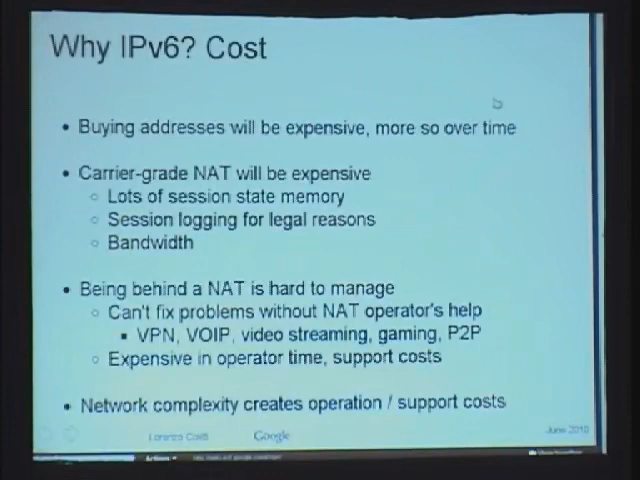 Why IPv6? Cost
• Buying addresses will be expensive, more so over time
• Carrier-grade NAT will be expensive
○ Lots of session state memory
○ Session logging for legal reasons
○ Bandwidth
• Being behind a NAT is hard to manage
○ Can't fix problems without NAT operator's help
▪ VPN, VOIP, video streaming, gaming, P2P
○ Expensive in operator time, support costs
• Network complexity creates operation / support costs
Lorenzo Colitti Google June 2010
Actions